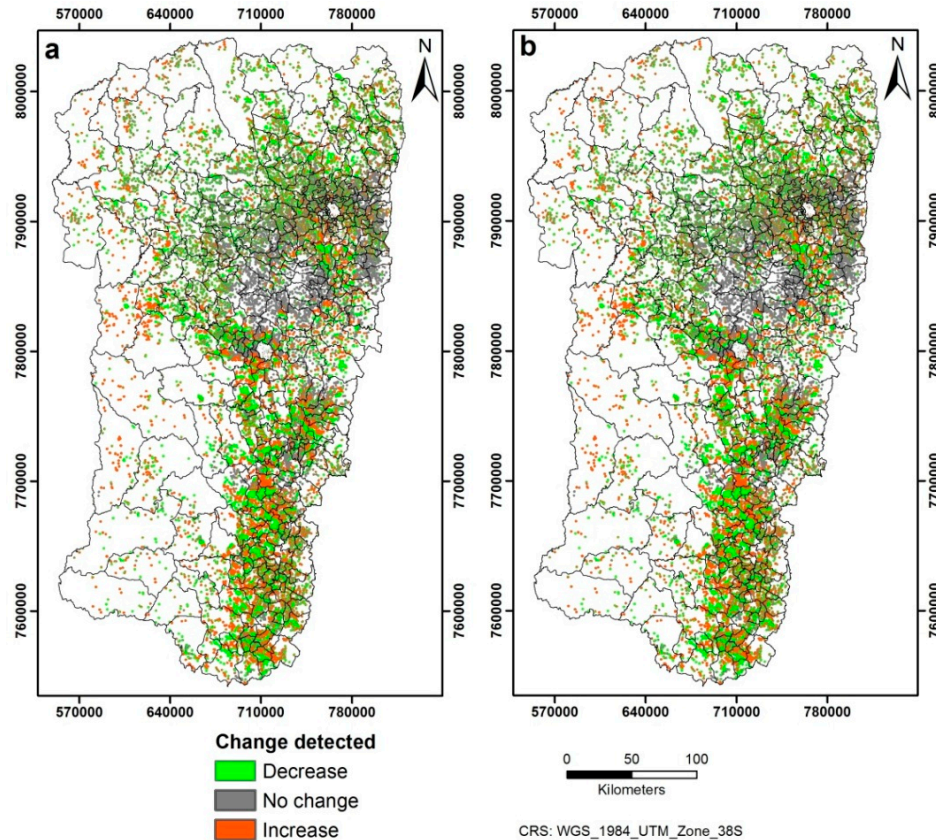 570000 640000 710000 780000
570000 640000 710000 780000
a
N
b
N
8000000
7900000
7800000
7700000
7600000
8000000
7900000
7800000
7700000
7600000
570000 640000 710000 780000
570000 640000 710000 780000
Change detected
Decrease
No change
Increase
0 50 100
Kilometers
CRS: WGS_1984_UTM_Zone_38S